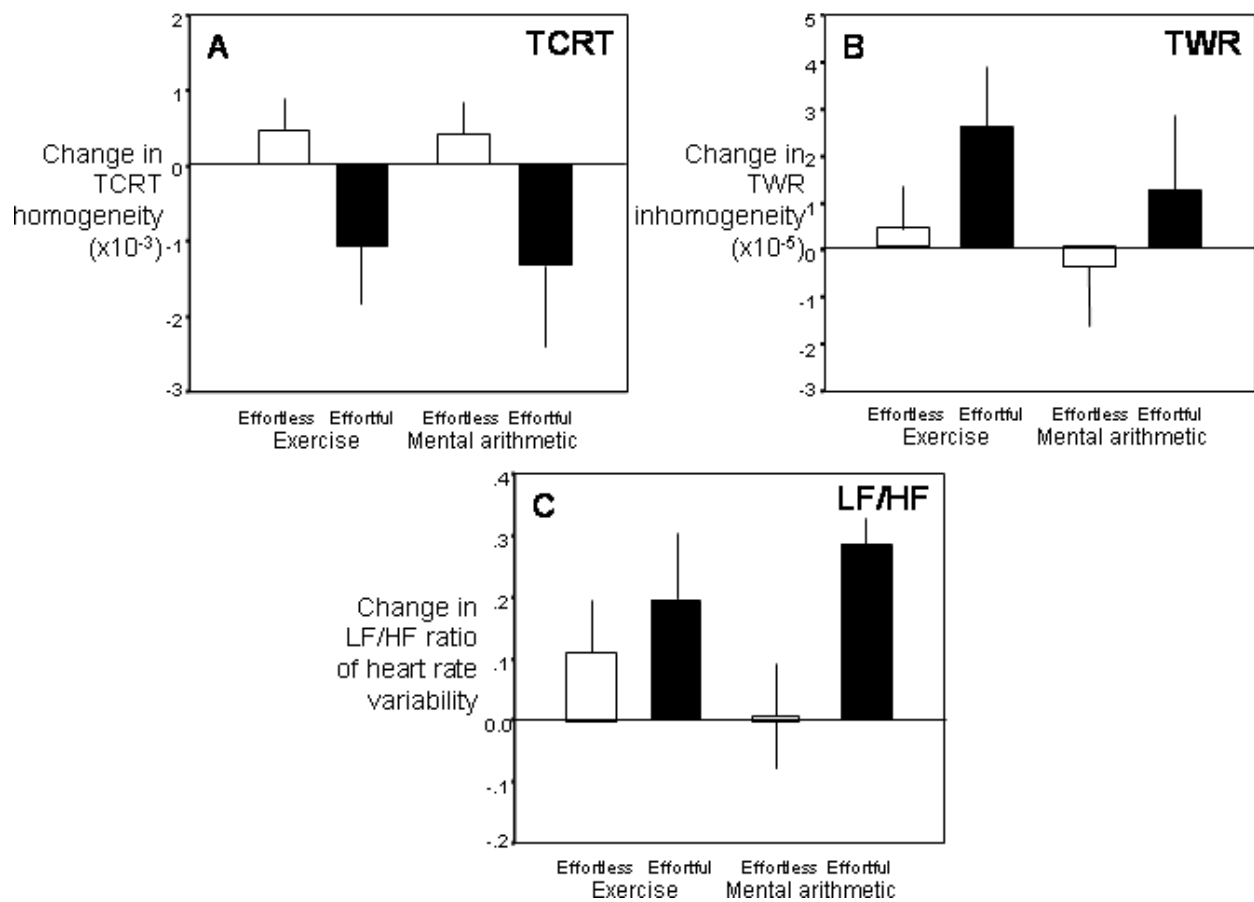 A
TCRT
2
1
0
-1
-2
-3
Change in
TCRT
homogeneity
(x10-3)
Effortless Effortful Effortless Effortful
Exercise Mental arithmetic
B
TWR
5
4
3
2
1
0
-1
-2
-3
Change in
TWR
inhomogeneity
(x10-5)
Effortless Effortful Effortless Effortful
Exercise Mental arithmetic
C
LF/HF
.4
.3
.2
.1
0.0
-.1
-.2
Change in
LF/HF ratio
of heart rate
variability
Effortless Effortful Effortless Effortful
Exercise Mental arithmetic